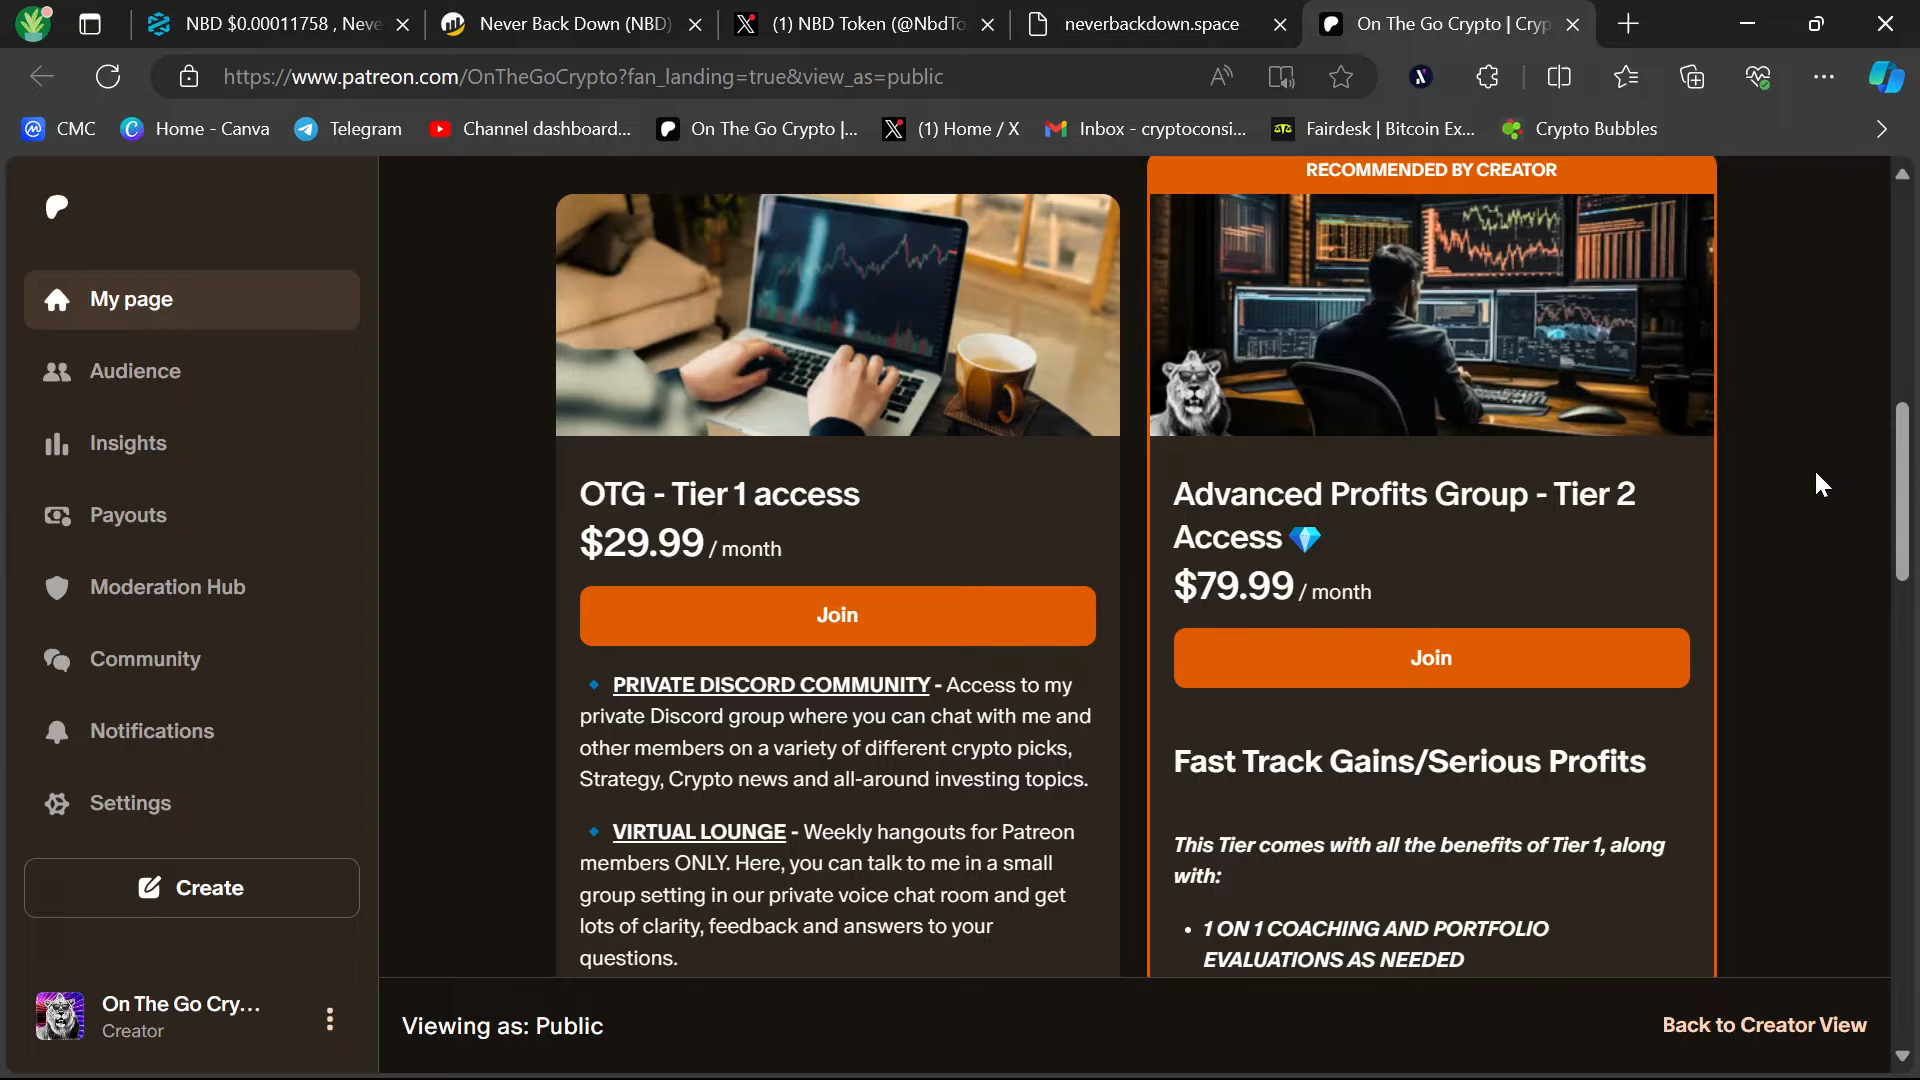 NBD $0.00011758 , Neve
Never Back Down (NBD)
(1) NBD Token (@NbdTo
neverbackdown.space
On The Go Crypto | Cryp
https://www.patreon.com/OnTheGoCrypto?fan_landing=true&view_as=public
CMC
Home - Canva
Telegram
Channel dashboard...
On The Go Crypto |...
(1) Home / X
Inbox - cryptoconsi...
Fairdesk | Bitcoin Ex...
Crypto Bubbles
My page
Audience
Insights
Payouts
Moderation Hub
Community
Notifications
Settings
Create
On The Go Cry...
Creator
OTG - Tier 1 access
$29.99 / month
Join
PRIVATE DISCORD COMMUNITY - Access to my
private Discord group where you can chat with me and
other members on a variety of different crypto picks,
Strategy, Crypto news and all-around investing topics.
VIRTUAL LOUNGE - Weekly hangouts for Patreon
members ONLY. Here, you can talk to me in a small
group setting in our private voice chat room and get
lots of clarity, feedback and answers to your
questions.
RECOMMENDED BY CREATOR
Advanced Profits Group - Tier 2
Access 💎
$79.99 / month
Join
Fast Track Gains/Serious Profits
This Tier comes with all the benefits of Tier 1, along
with:
• 1 ON 1 COACHING AND PORTFOLIO
EVALUATIONS AS NEEDED
Viewing as: Public
Back to Creator View